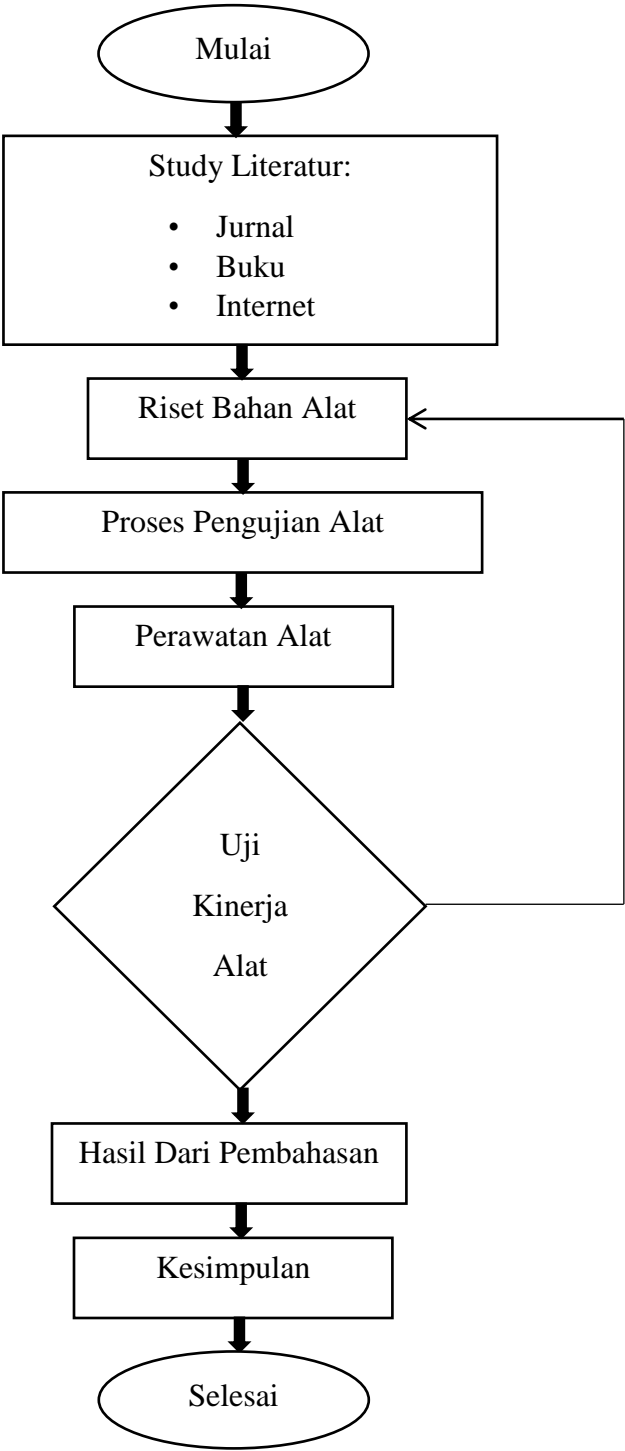 Mulai
Study Literatur:
• Jurnal
• Buku
• Internet
Riset Bahan Alat
Proses Pengujian Alat
Perawatan Alat
Uji
Kinerja
Alat
Hasil Dari Pembahasan
Kesimpulan
Selesai